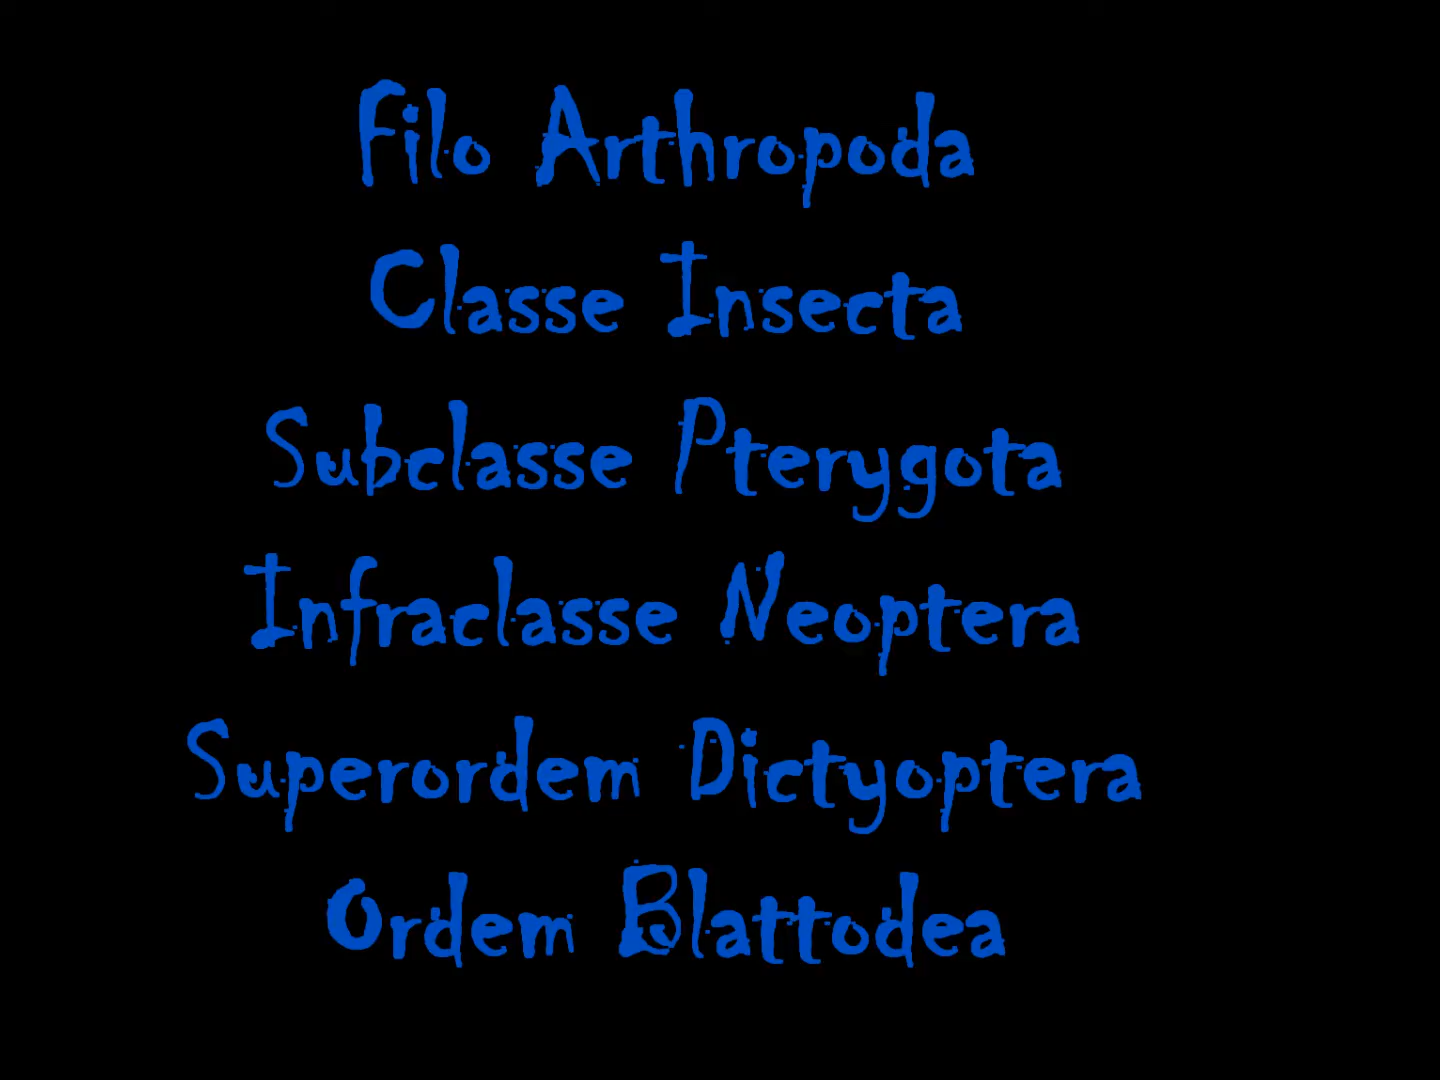 Filo Arthropoda
Classe Insecta
Subclasse Pterygota
Infraclasse Neoptera
Superordem Dictyoptera
Ordem Blattodea